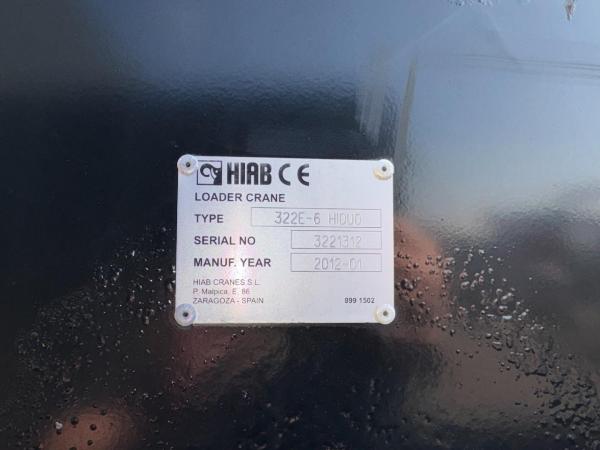 HIAB CE
LOADER CRANE
TYPE 322E-6 HIDUO
SERIAL NO 3221312
MANUF. YEAR 2012-01
HIAB CRANES S.L.
P. Malpica, E, 86
ZARAGOZA - SPAIN 899 1502